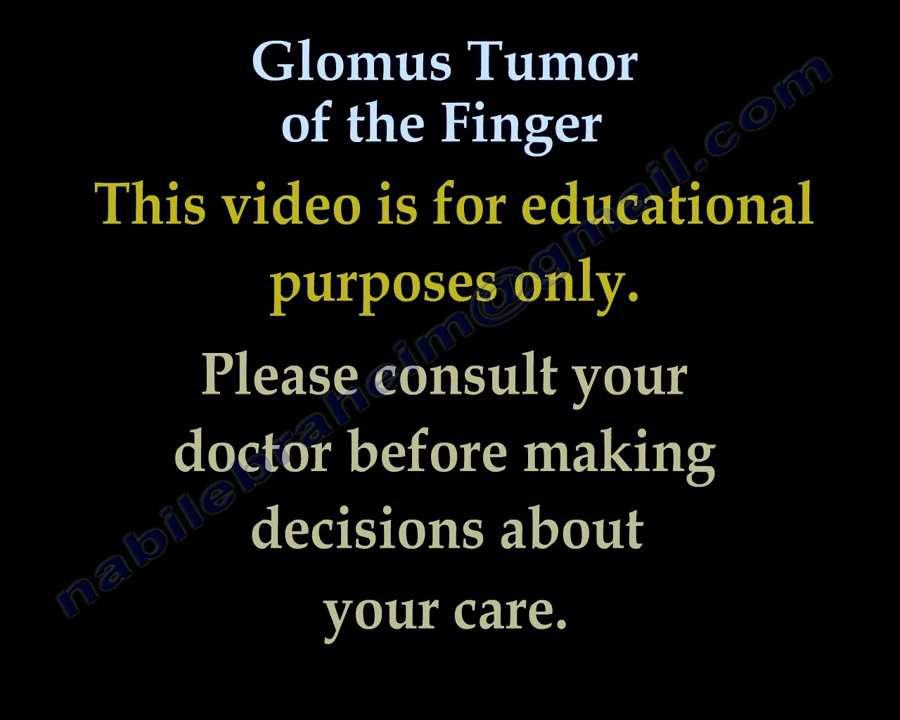 Glomus Tumor
of the Finger
This video is for educational
purposes only.
Please consult your
doctor before making
decisions about
your care.
nabilebraheim@gmail.com